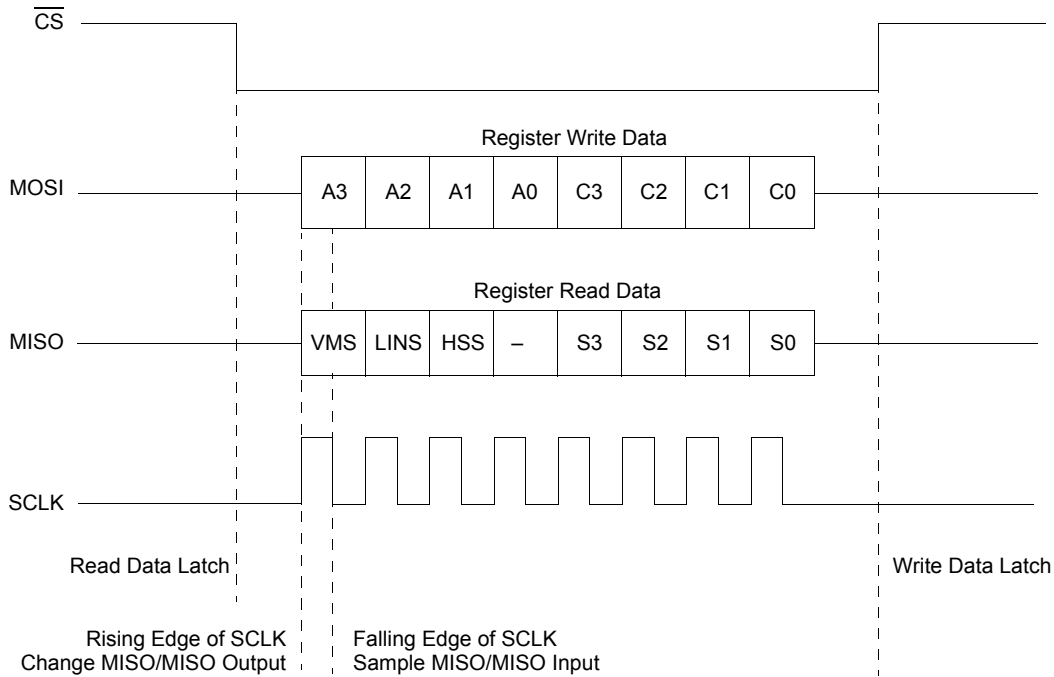 CS
Register Write Data
MOSI
A3 A2 A1 A0 C3 C2 C1 C0
Register Read Data
MISO
VMS LINS HSS – S3 S2 S1 S0
SCLK
Read Data Latch
Write Data Latch
Rising Edge of SCLK
Change MISO/MISO Output
Falling Edge of SCLK
Sample MISO/MISO Input